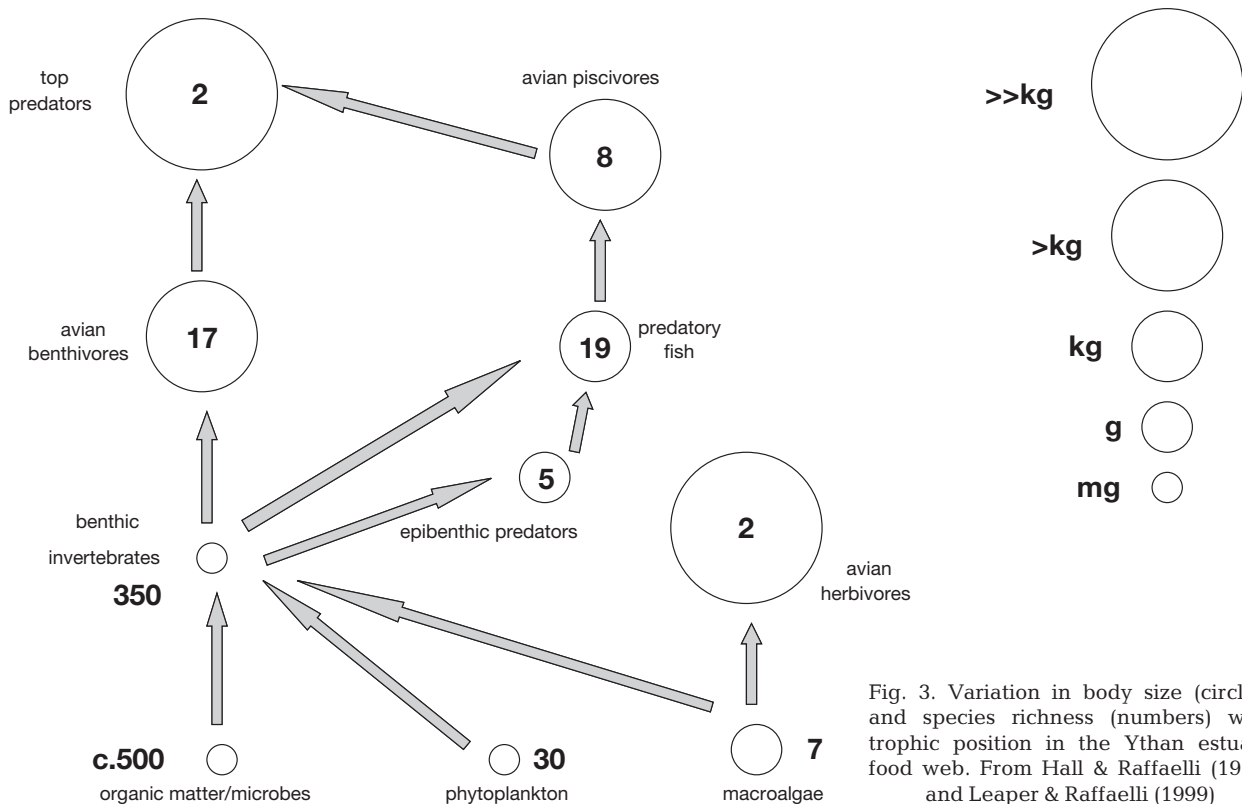 top
predators
2
avian piscivores
8
avian
benthivores
17
19
predatory
fish
5
epibenthic predators
benthic
invertebrates
350
2
avian
herbivores
c.500
organic matter/microbes
30
phytoplankton
7
macroalgae
>>kg
>kg
kg
g
mg
Fig. 3. Variation in body size
and species richness (numbers)
trophic position in the Ythan
food web. From Hall & Raffaelli
and Leaper & Raffaelli (1999)